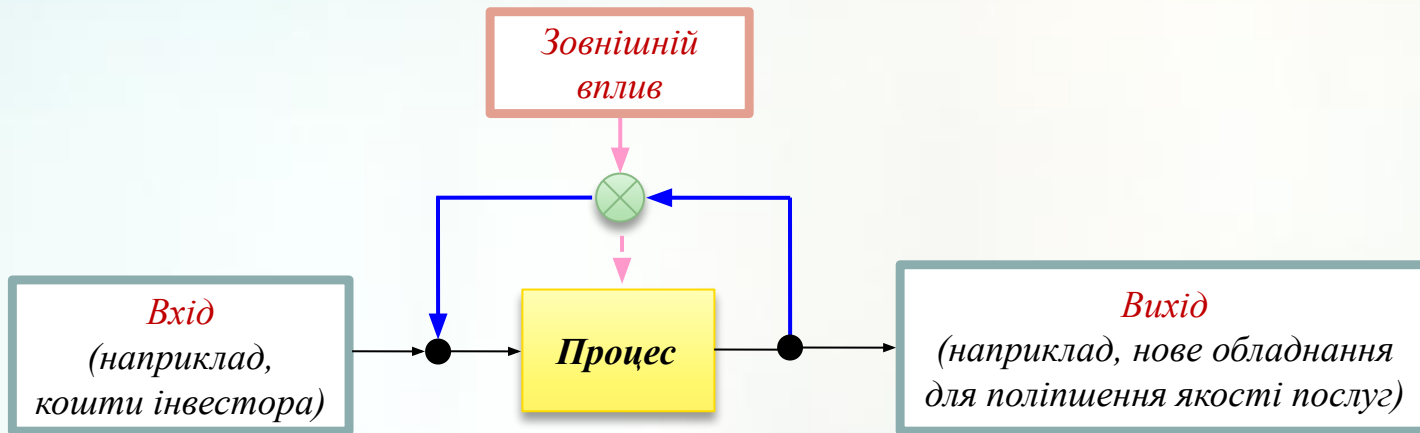 Зовнішній
вплив
Вхід
(наприклад,
кошти інвестора)
Процес
Вихід
(наприклад, нове обладнання
для поліпшення якості послуг)